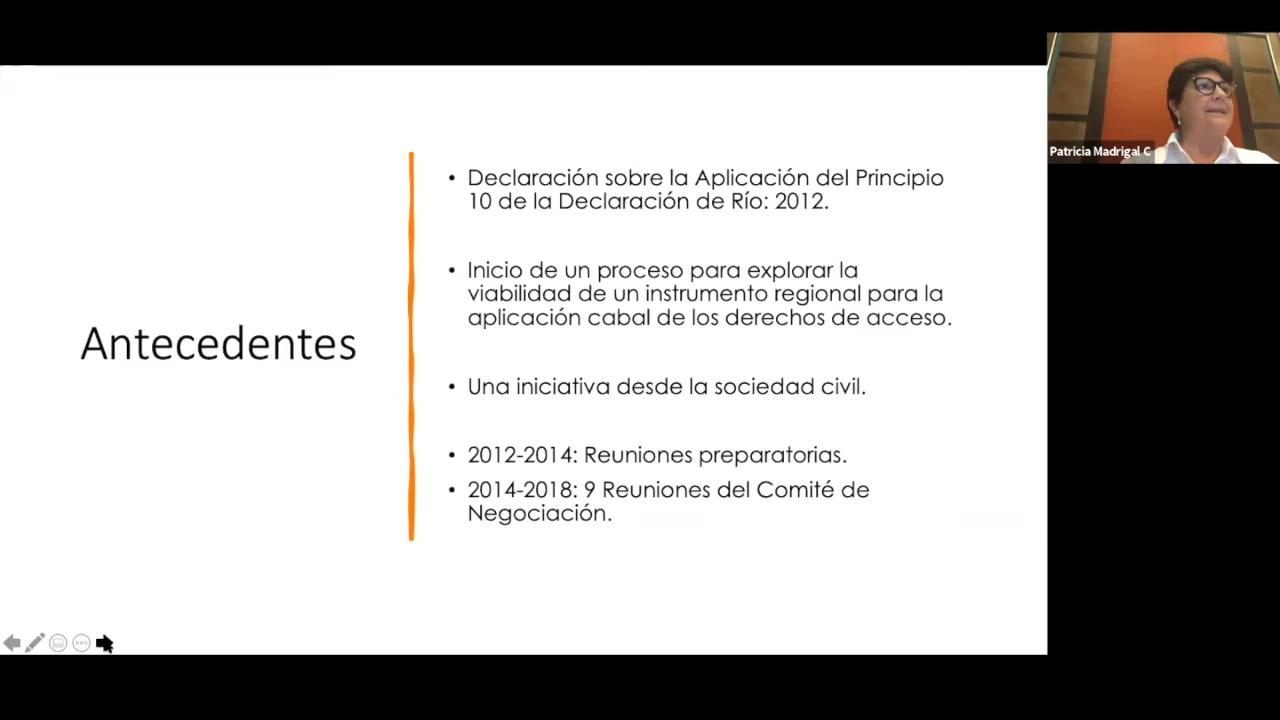 Patricia Madrigal C
Antecedentes
• Declaración sobre la Aplicación del Principio
10 de la Declaración de Río: 2012.
• Inicio de un proceso para explorar la
viabilidad de un instrumento regional para la
aplicación cabal de los derechos de acceso.
• Una iniciativa desde la sociedad civil.
• 2012-2014: Reuniones preparatorias.
• 2014-2018: 9 Reuniones del Comité de
Negociación.